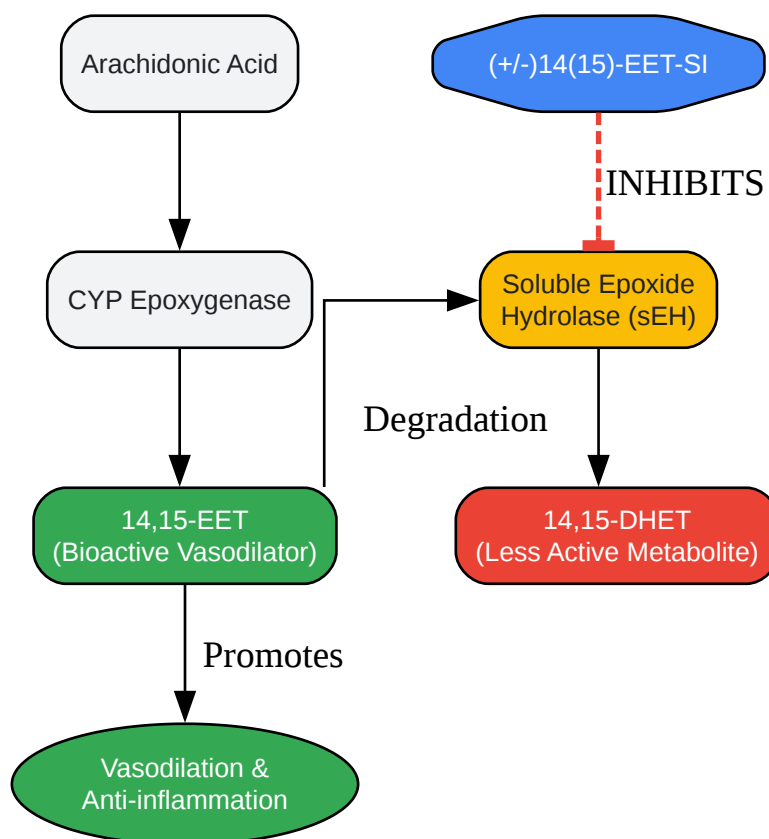 Arachidonic Acid
(+/-)14(15)-EET-SI
INHIBITS
CYP Epoxygenase
Soluble Epoxide
Hydrolase (sEH)
Degradation
14,15-EET
(Bioactive Vasodilator)
14,15-DHET
(Less Active Metabolite)
Promotes
Vasodilation &
Anti-inflammation